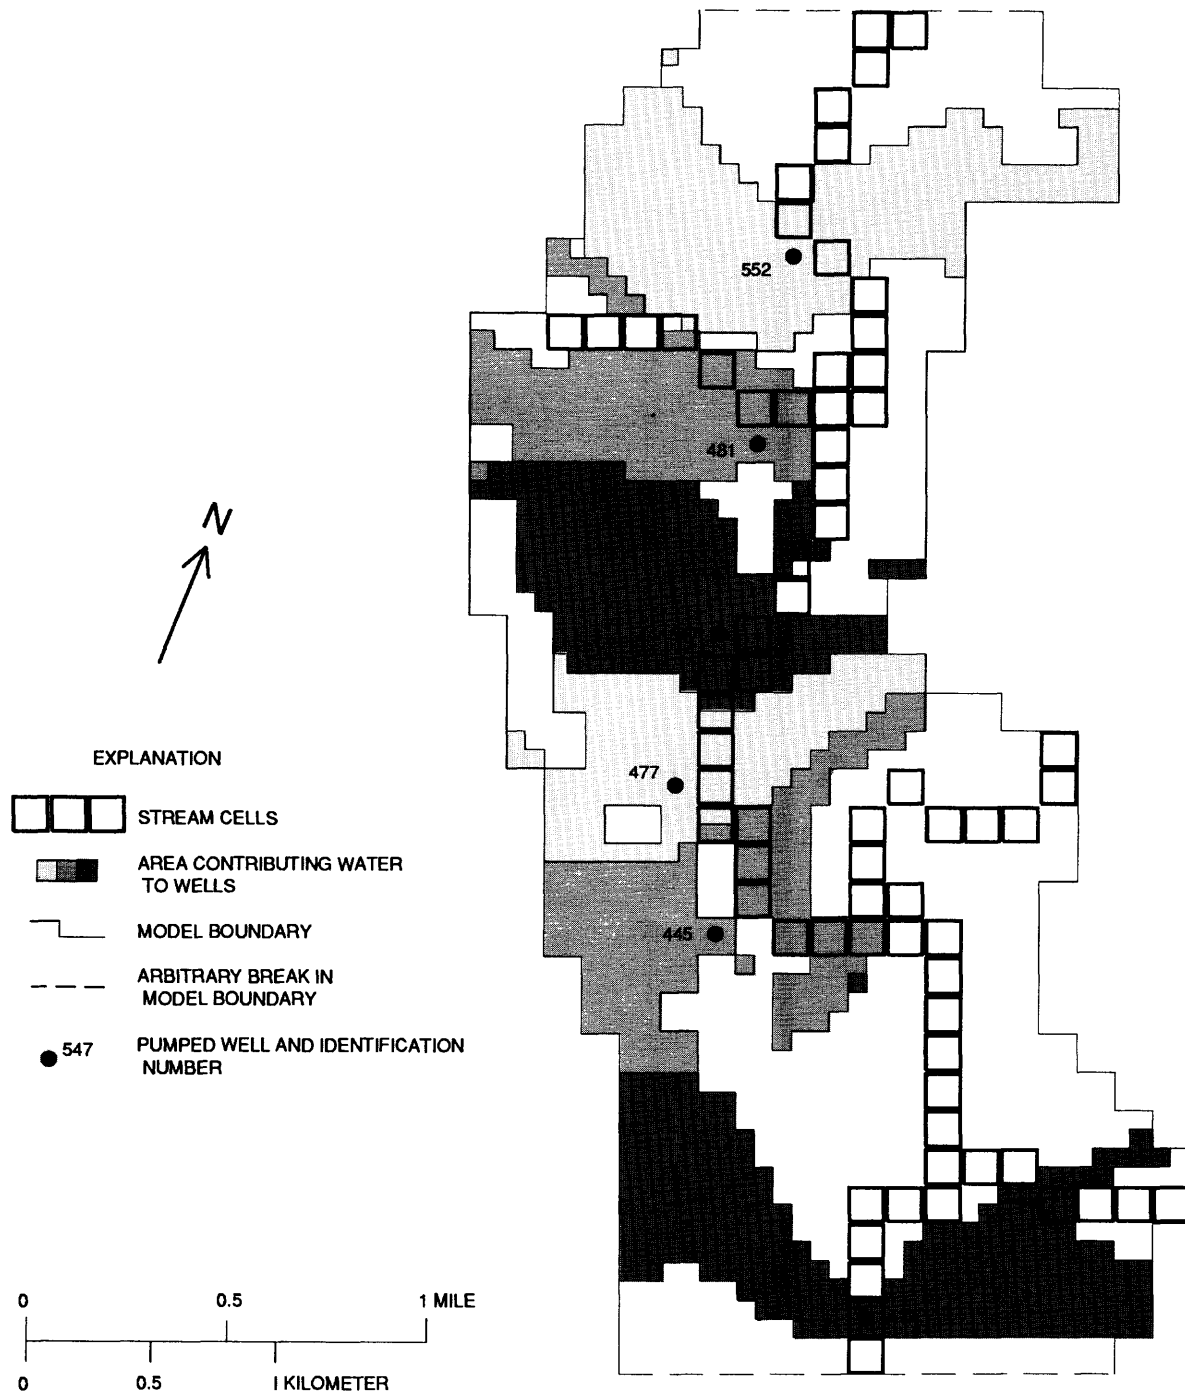 552
481
N
477
445
EXPLANATION
STREAM CELLS
AREA CONTRIBUTING WATER
TO WELLS
MODEL BOUNDARY
ARBITRARY BREAK IN
MODEL BOUNDARY
547
PUMPED WELL AND IDENTIFICATION
NUMBER
0 0.5 1 MILE
0 0.5 I KILOMETER